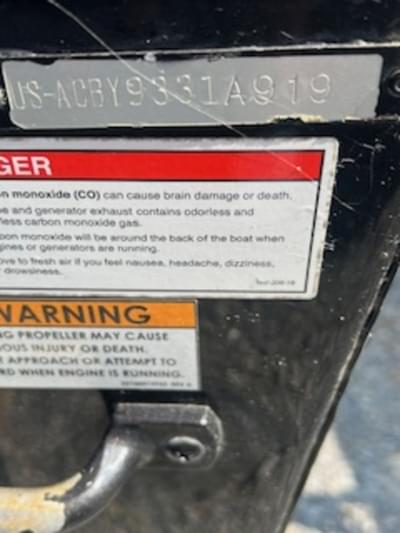 US-ACBY9331A919
GER
n monoxide (CO) can cause brain damage or death.
e and generator exhaust contains odorless and
less carbon monoxide gas.
bon monoxide will be around the back of the boat when
gines or generators are running.
ove to fresh air if you feel nausea, headache, dizziness,
drowsiness.
WARNING
NG PROPELLER MAY CAUSE
OUS INJURY OR DEATH.
E APPROACH OR ATTEMPT TO
RD WHEN ENGINE IS RUNNING.